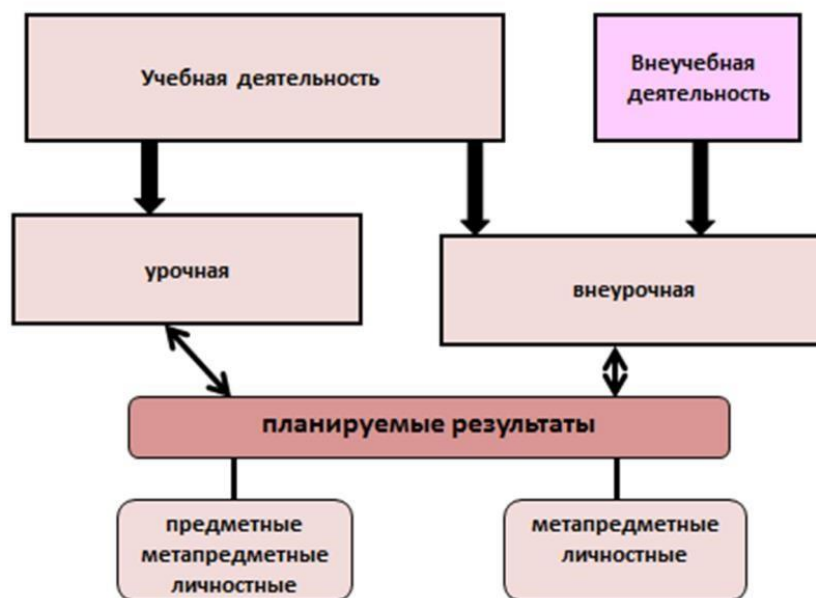 Учебная деятельность
Внеучебная
деятельность
урочная
внеурочная
планируемые результаты
предметные
метапредметные
личностные
метапредметные
личностные